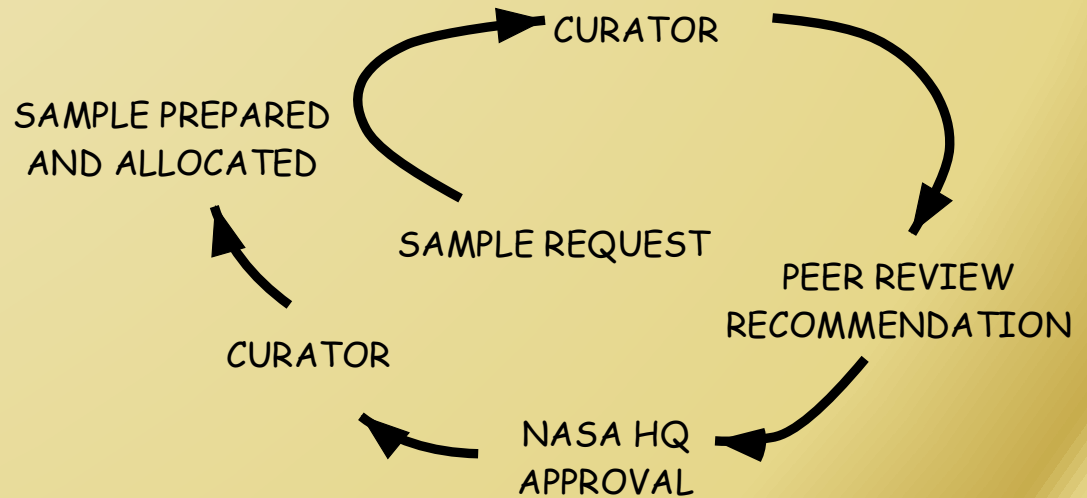 CURATOR
SAMPLE PREPARED
AND ALLOCATED
SAMPLE REQUEST
PEER REVIEW
RECOMMENDATION
CURATOR
NASA HQ
APPROVAL